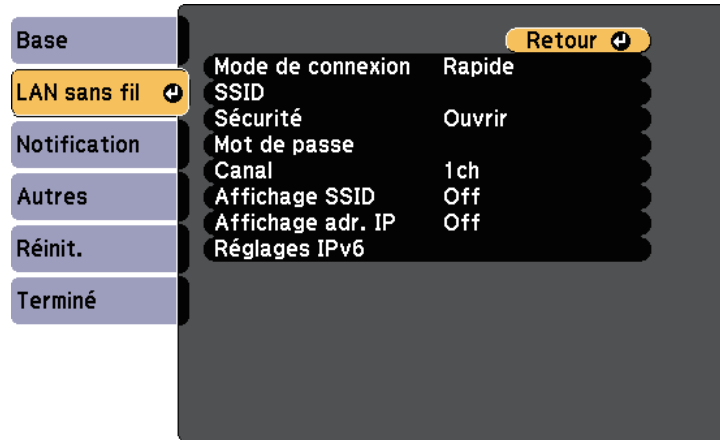 Base
LAN sans fil
Notification
Autres
Réinit.
Terminé
Retour
Mode de connexion Rapide
SSID
Sécurité Ouvrir
Mot de passe
Canal 1ch
Affichage SSID Off
Affichage adr. IP Off
Réglages IPv6